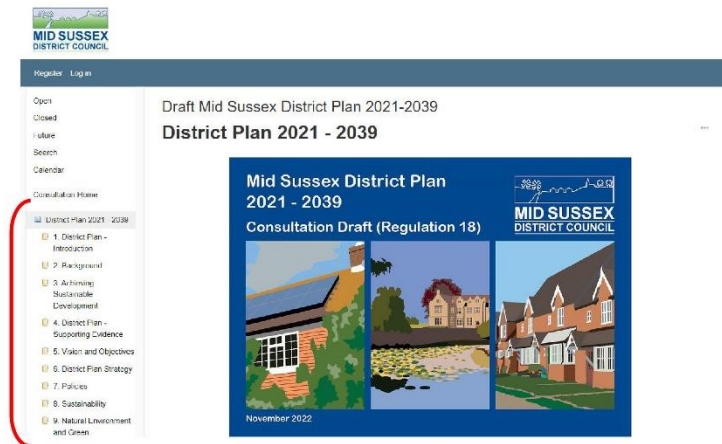 MID SUSSEX
DISTRICT COUNCIL
Register Log in
Open
Closed
Future
Search
Calendar
Consultation Home
District Plan 2021 - 2039
1. District Plan -
Introduction
2. Background
3. Achieving
Sustainable
Development
4. District Plan -
Supporting Evidence
5. Vision and Objectives
6. District Plan Strategy
7. Policies
8. Sustainability
9. Natural Environment
and Green
Draft Mid Sussex District Plan 2021-2039
District Plan 2021 - 2039
...
Mid Sussex District Plan
2021 - 2039
Consultation Draft (Regulation 18)
MID SUSSEX
DISTRICT COUNCIL
November 2022